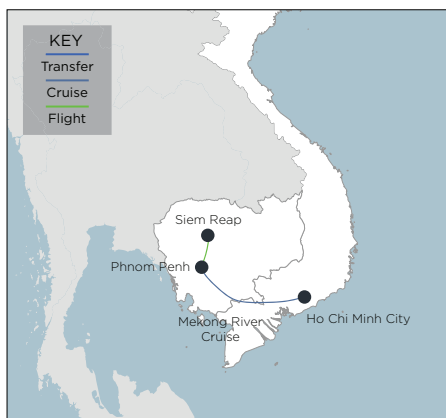 KEY
Transfer
Cruise
Flight
Siem Reap
Phnom Penh
Mekong River
Cruise
Ho Chi Minh City